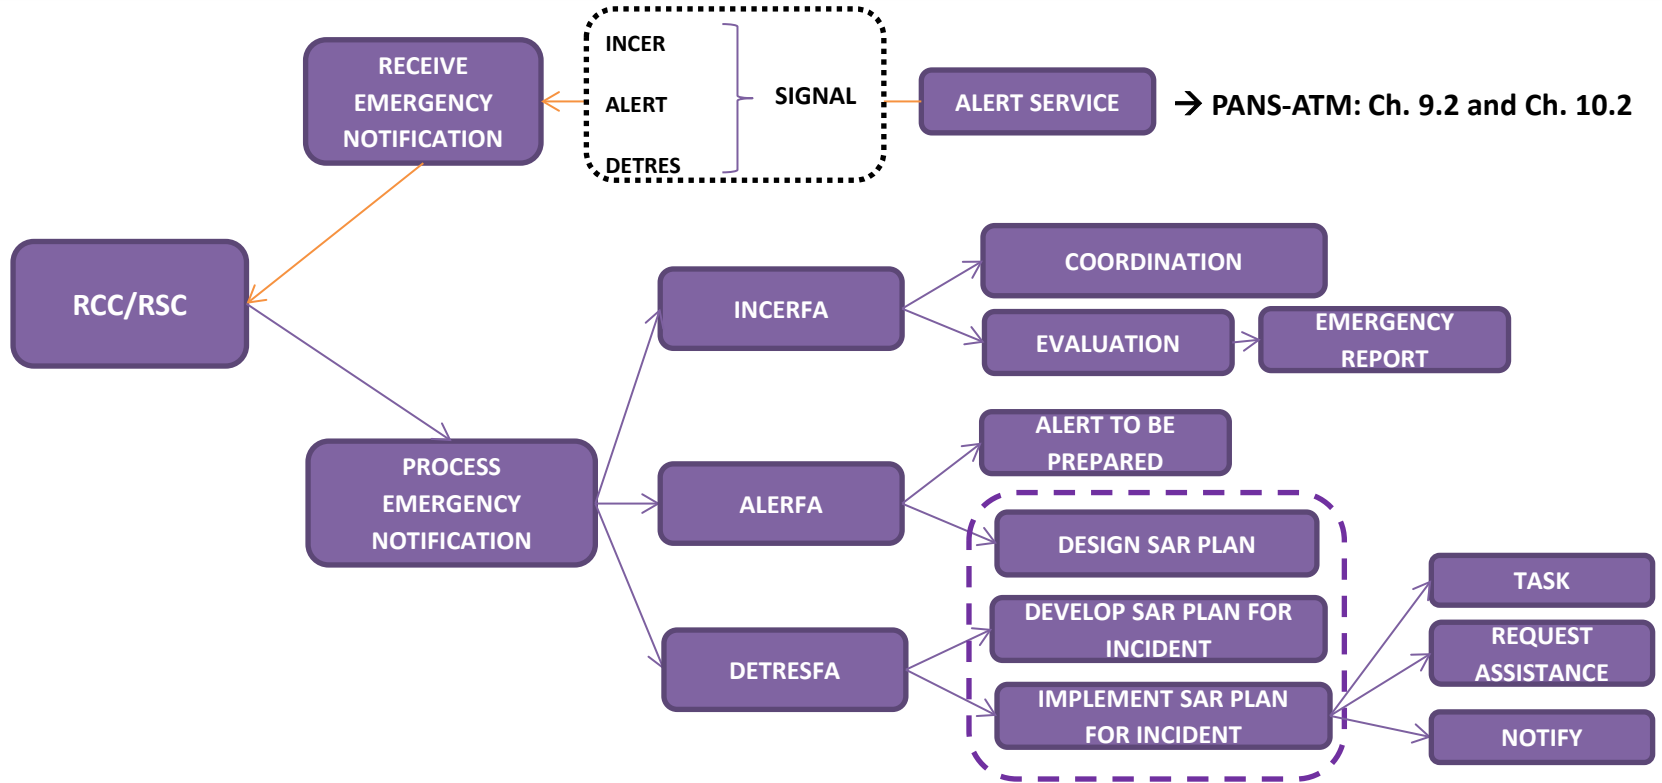 RECEIVE
EMERGENCY
NOTIFICATION
INCER
ALERT
DETRES
SIGNAL
ALERT SERVICE
→ PANS-ATM: Ch. 9.2 and Ch. 10.2
RCC/RSC
PROCESS
EMERGENCY
NOTIFICATION
INCERFA
COORDINATION
EVALUATION
EMERGENCY
REPORT
ALERFA
ALERT TO BE
PREPARED
DESIGN SAR PLAN
DETRESFA
DEVELOP SAR PLAN FOR
INCIDENT
IMPLEMENT SAR PLAN
FOR INCIDENT
TASK
REQUEST
ASSISTANCE
NOTIFY